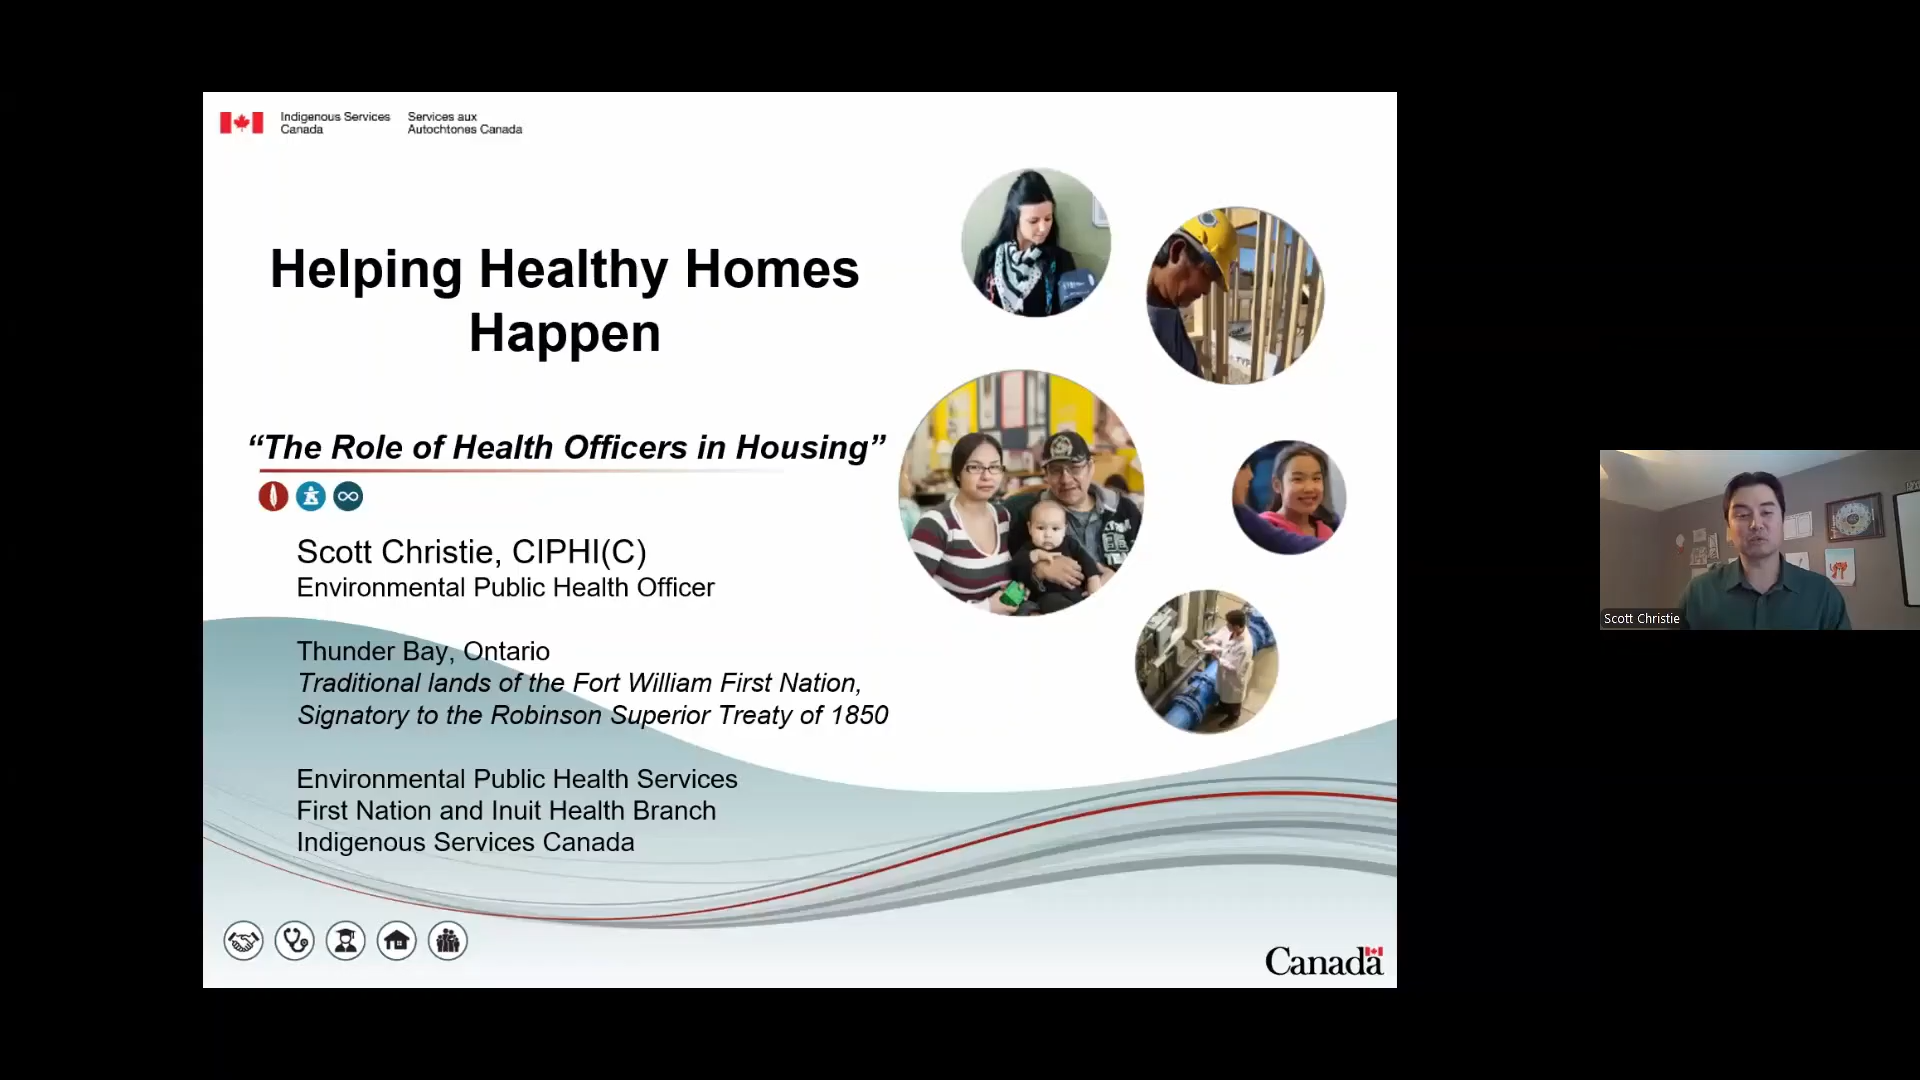 Indigenous Services
Canada
Services aux
Autochtones Canada
Helping Healthy Homes
Happen
“The Role of Health Officers in Housing”
Scott Christie, CIPHI(C)
Environmental Public Health Officer
Thunder Bay, Ontario
Traditional lands of the Fort William First Nation,
Signatory to the Robinson Superior Treaty of 1850
Environmental Public Health Services
First Nation and Inuit Health Branch
Indigenous Services Canada
Canada
Scott Christie